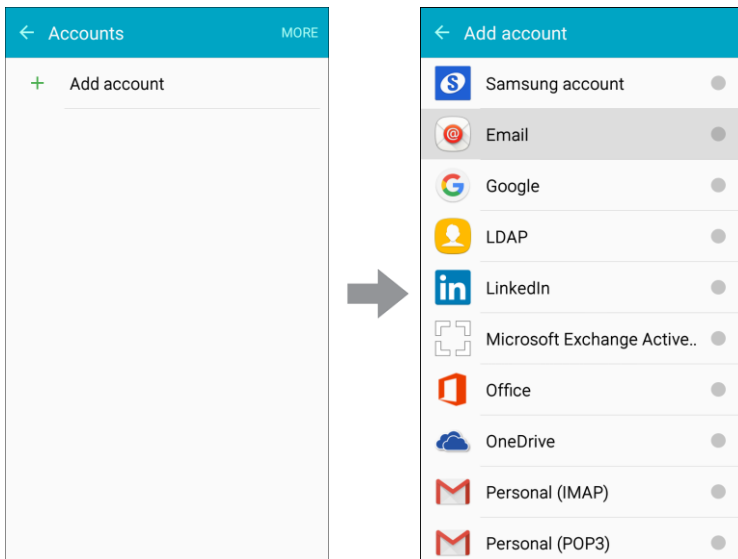 Accounts MORE
Add account
Add account
Samsung account
Email
Google
LDAP
LinkedIn
Microsoft Exchange Active..
Office
OneDrive
Personal (IMAP)
Personal (POP3)